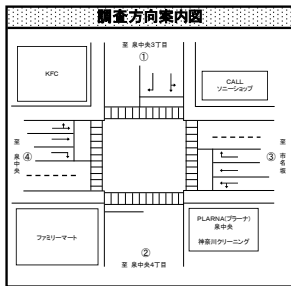 調査方向案内図
至 泉中央3丁目
①
KFC
CALL
ソニーショップ
至 泉中央
④
③
至 市名坂
ファミリーマート
PLARNA(プラーナ)
泉中央
神奈川クリーニング
②
至 泉中央4丁目